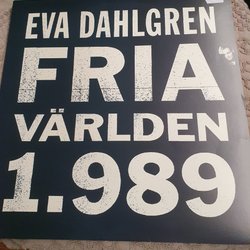 EVA DAHLGREN
FRIA
VÄRLDEN
1.989